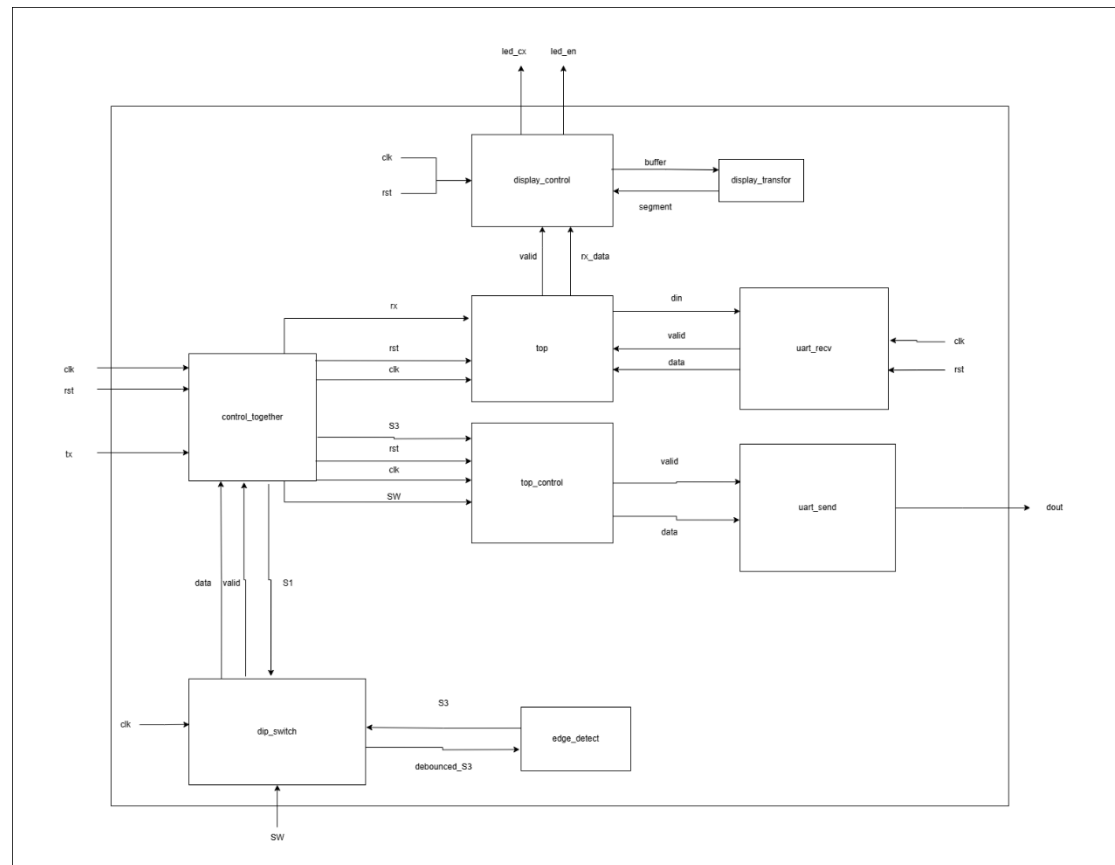 led_cx
led_en
clk
rst
display_control
buffer
display_transfor
segment
valid
rx_data
rx
din
rst
top
valid
uart_recv
clk
clk
data
rst
clk
rst
control_together
tx
S3
rst
clk
SW
top_control
valid
data
uart_send
dout
data
valid
S1
clk
dip_switch
S3
edge_detect
debounced_S3
SW